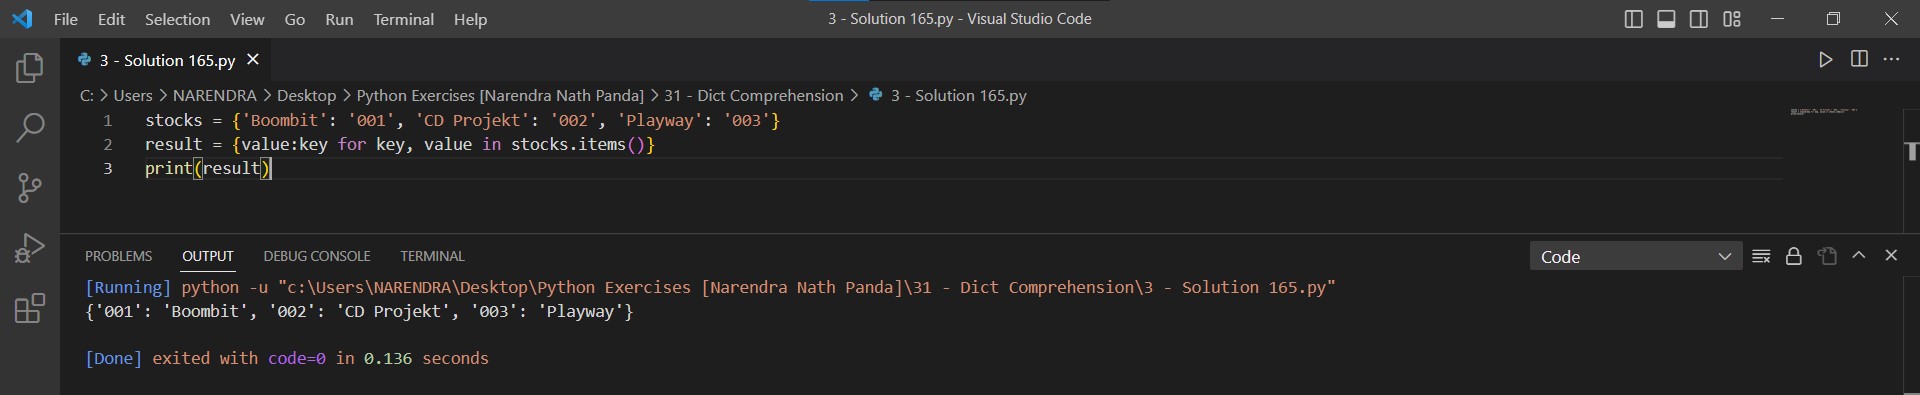 File Edit Selection View Go Run Terminal Help 3 - Solution 165.py - Visual Studio Code
3 - Solution 165.py
C: > Users > NARENDRA > Desktop > Python Exercises [Narendra Nath Panda] > 31 - Dict Comprehension > 3 - Solution 165.py
1 stocks = {'Boombit': '001', 'CD Projekt': '002', 'Playway': '003'}
2 result = {value:key for key, value in stocks.items()}
3 print(result)
PROBLEMS OUTPUT DEBUG CONSOLE TERMINAL Code
[Running] python -u "c:\Users\NARENDRA\Desktop\Python Exercises [Narendra Nath Panda]\31 - Dict Comprehension\3 - Solution 165.py"
{'001': 'Boombit', '002': 'CD Projekt', '003': 'Playway'}
[Done] exited with code=0 in 0.136 seconds